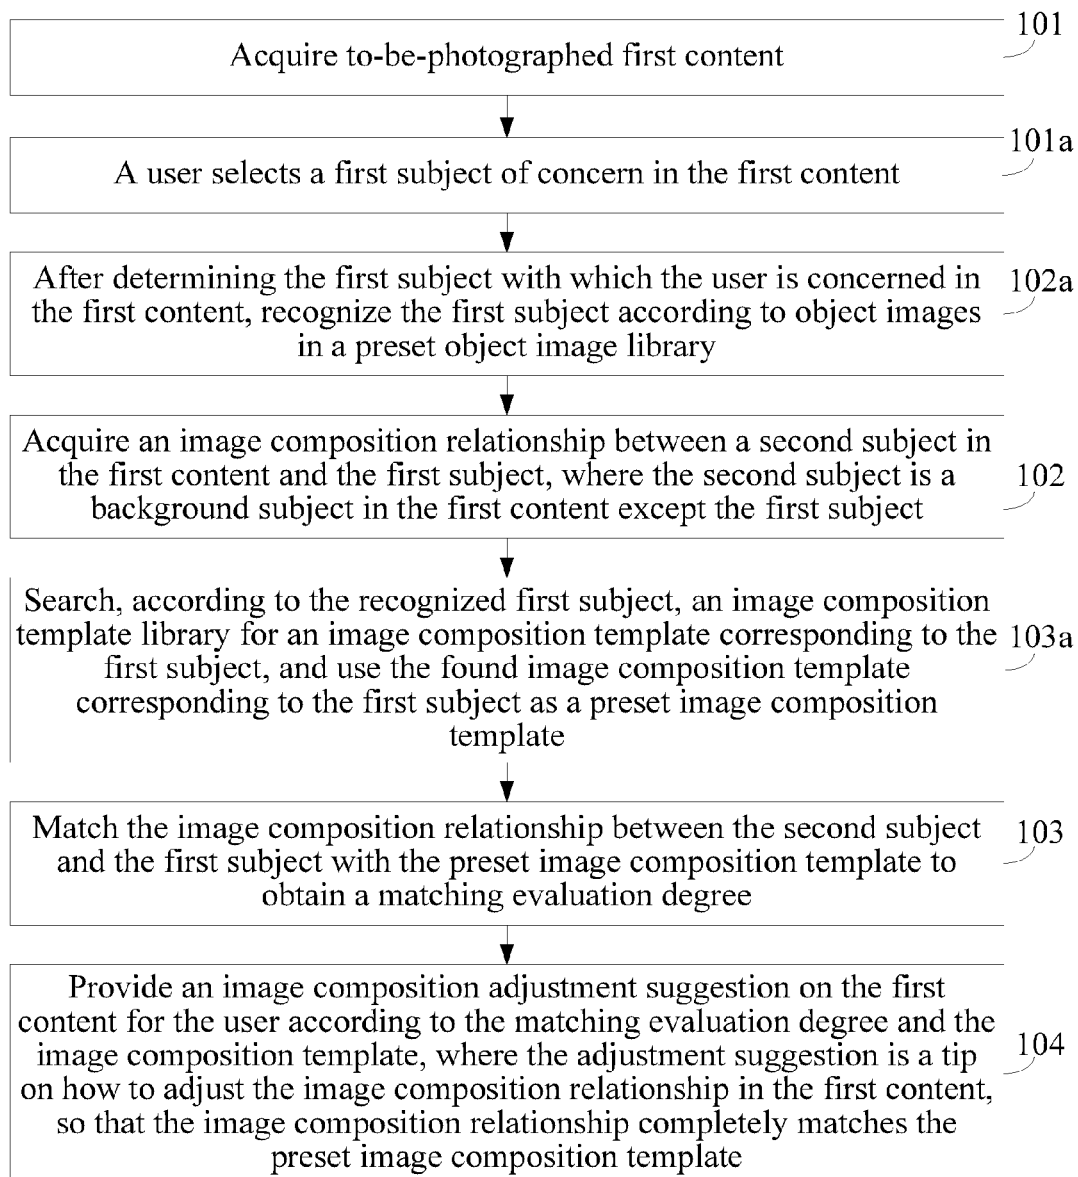 Acquire to-be-photographed first content
101
A user selects a first subject of concern in the first content
101a
After determining the first subject with which the user is concerned in
the first content, recognize the first subject according to object images
in a preset object image library
102a
Acquire an image composition relationship between a second subject in
the first content and the first subject, where the second subject is a
background subject in the first content except the first subject
102
Search, according to the recognized first subject, an image composition
template library for an image composition template corresponding to the
first subject, and use the found image composition template
corresponding to the first subject as a preset image composition
template
103a
Match the image composition relationship between the second subject
and the first subject with the preset image composition template to
obtain a matching evaluation degree
103
Provide an image composition adjustment suggestion on the first
content for the user according to the matching evaluation degree and the
image composition template, where the adjustment suggestion is a tip
on how to adjust the image composition relationship in the first content,
so that the image composition relationship completely matches the
preset image composition template
104